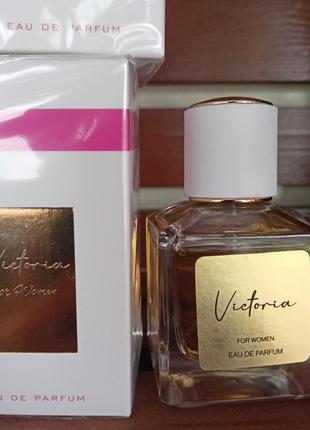 EAU DE PARFUM
Victoria
For Women
DE PARFUM
Victoria
FOR WOMEN
EAU DE PARFUM